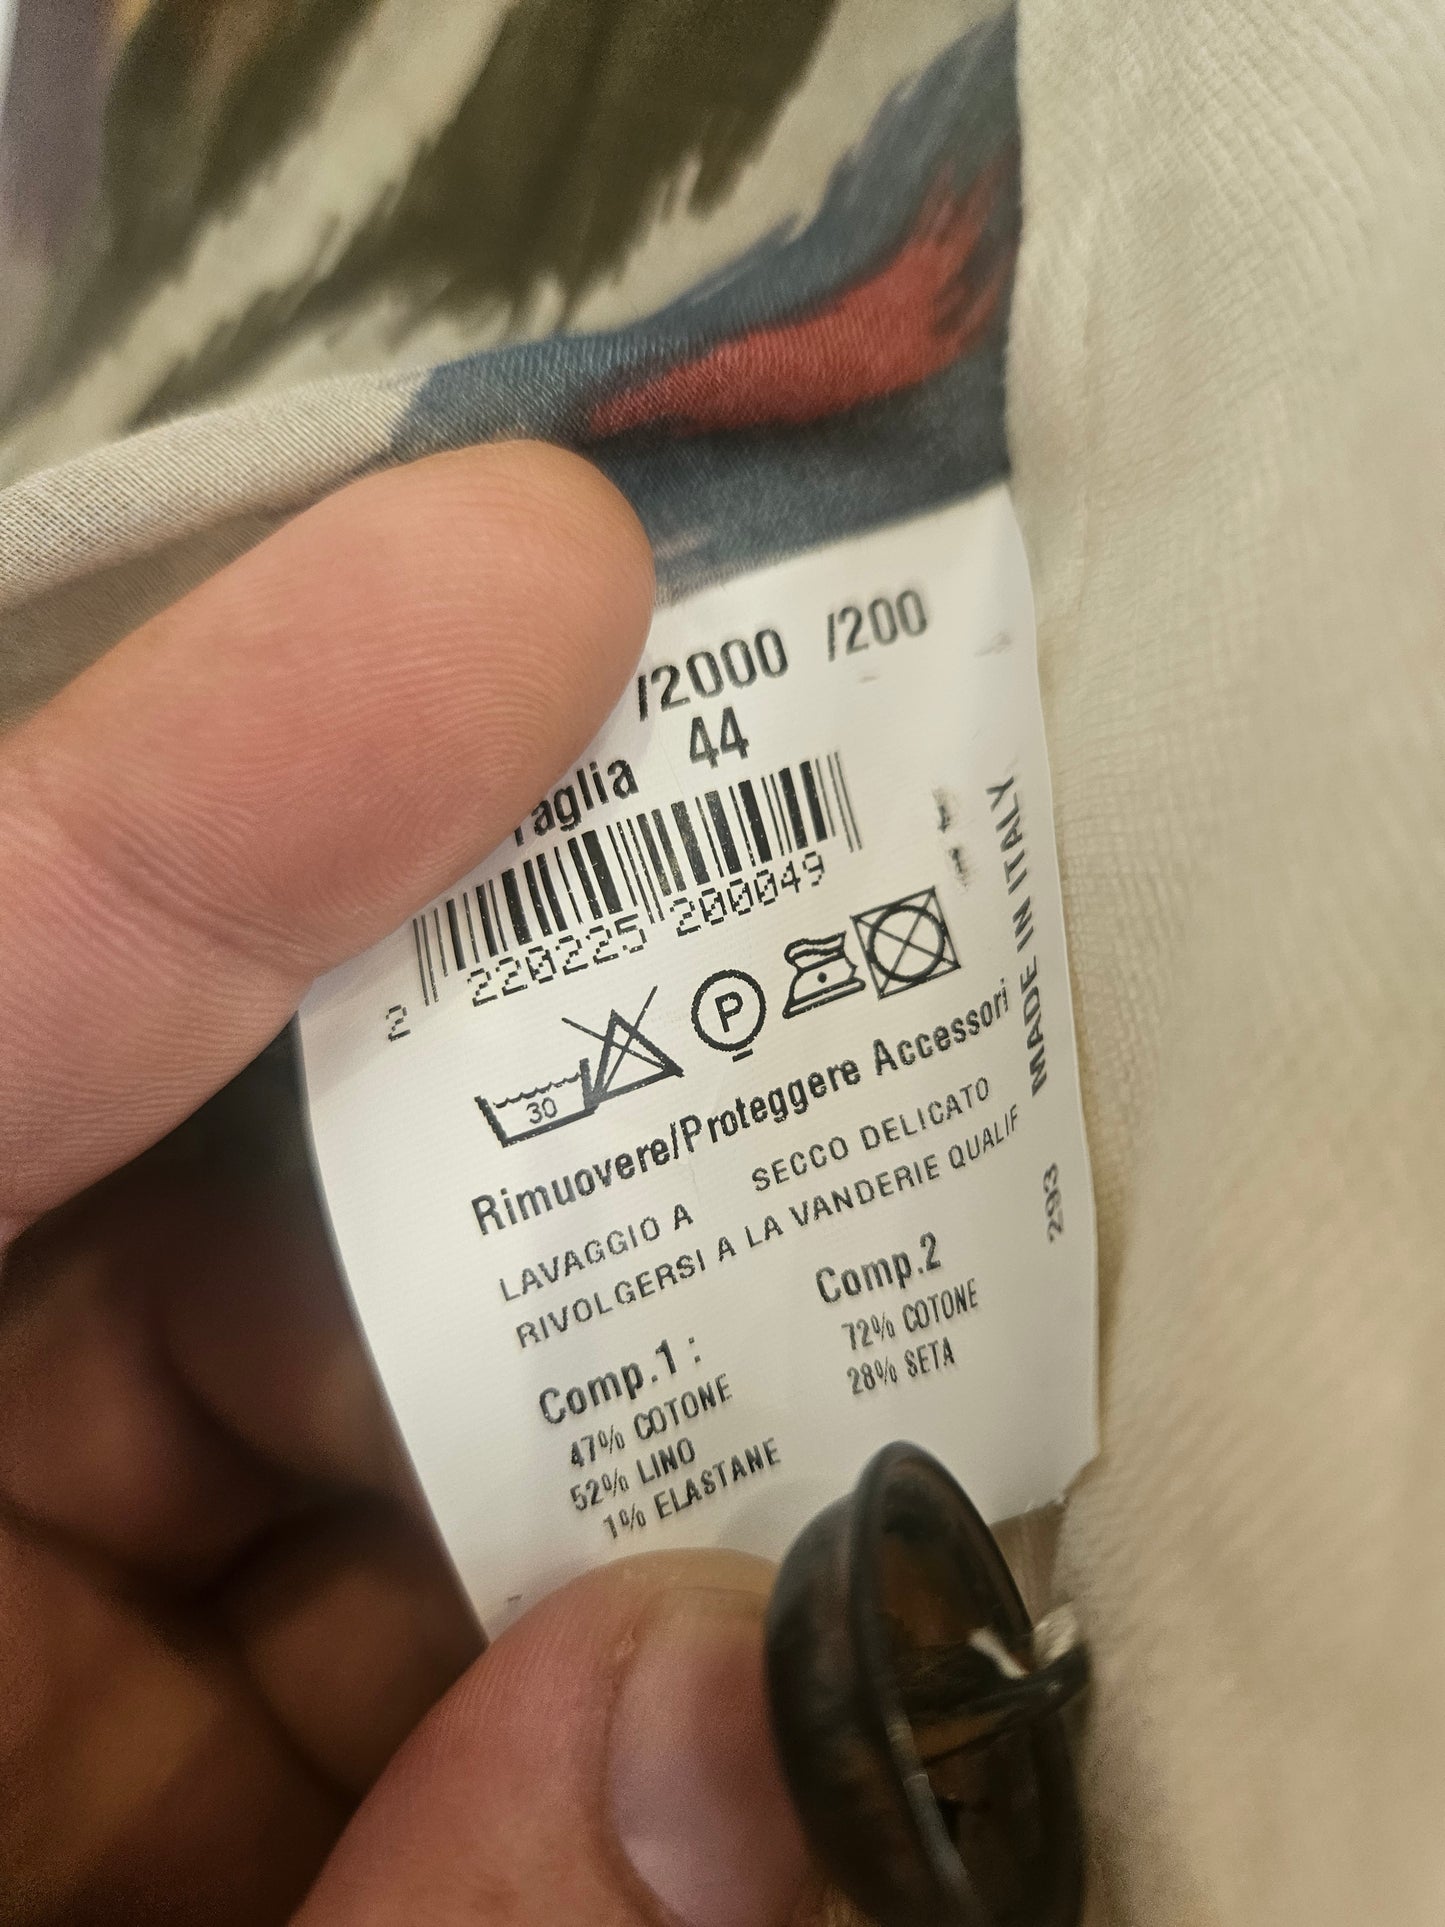 /2000 /200
Taglia 44
2 220225 200049
30
P
Rimuovere/Proteggere Accessori
LAVAGGIO A SECCO DELICATO
RIVOLGERSI A LA VANDERIE QUALIF
Comp.1 :
47% COTONE
52% LINO
1% ELASTANE
Comp.2
72% COTONE
28% SETA
MADE IN ITALY
293